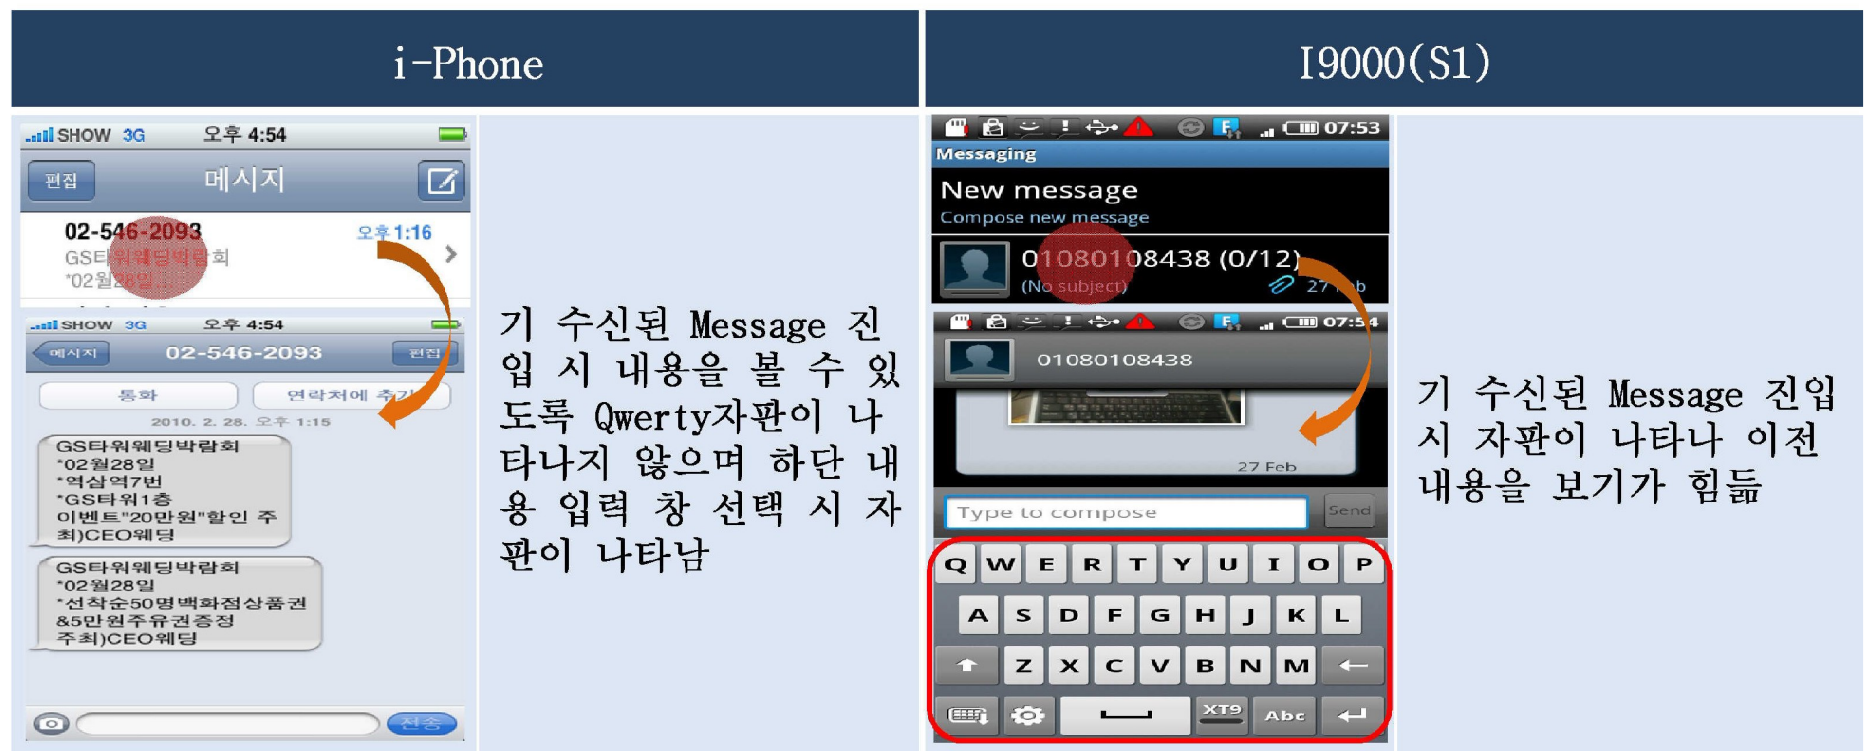 i-Phone
I9000(S1)
SHOW 3G 오후 4:54
편집 메시지
02-546-2093 오후 1:16
GS타워웨딩박람회
*02월28일...
SHOW 3G 오후 4:54
메시지 02-546-2093 편집
통화 연락처에 추가
2010. 2. 28. 오후 1:15
GS타워웨딩박람회
*02월28일
*역삼역7번
*GS타워1층
이벤트"20만원"할인 주
최)CEO웨딩
GS타워웨딩박람회
*02월28일
*선착순50명백화점상품권
&5만원주유권증정
주최)CEO웨딩
전송
기 수신된 Message 진
입 시 내용을 볼 수 있
도록 Qwerty자판이 나
타나지 않으며 하단 내
용 입력 창 선택 시 자
판이 나타남
07:53
Messaging
New message
Compose new message
01080108438 (0/12)
(No subject) 27 Feb
07:54
01080108438
27 Feb
Type to compose Send
Q W E R T Y U I O P
A S D F G H J K L
Z X C V B N M
XT9 Abc
기 수신된 Message 진입
시 자판이 나타나 이전
내용을 보기가 힘듦